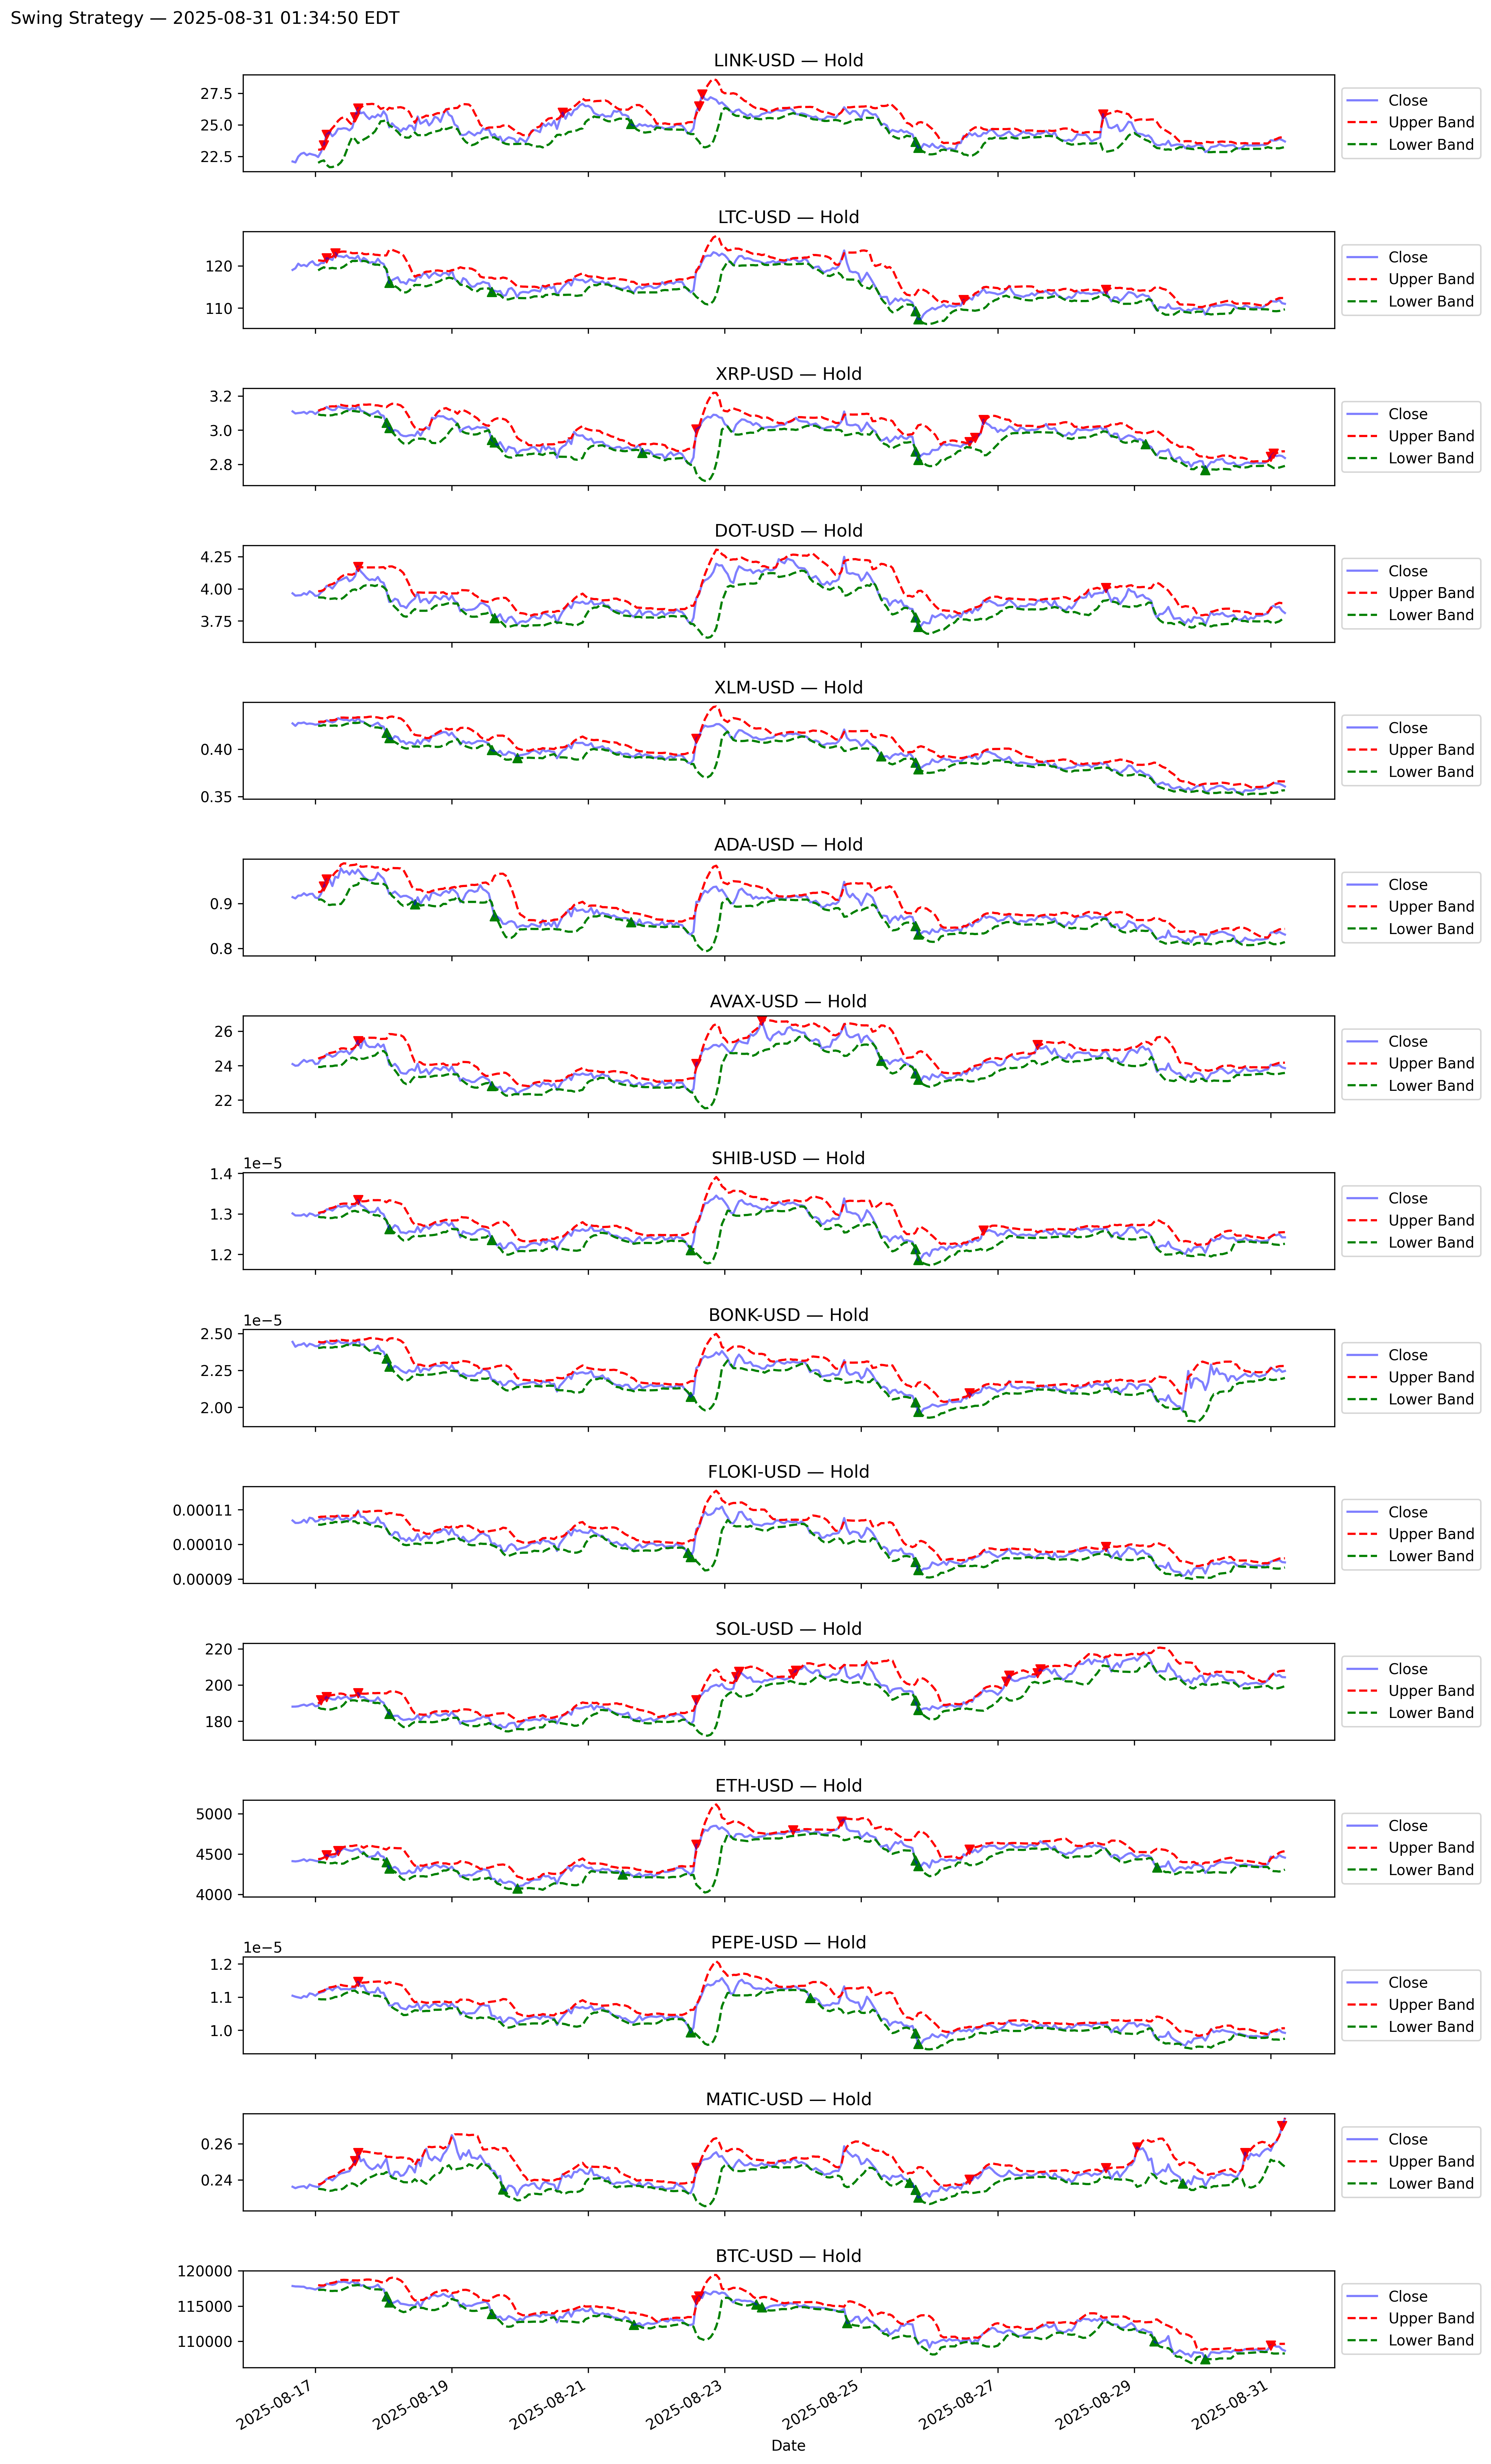 Swing Strategy — 2025-08-31 01:34:50 EDT
LINK-USD — Hold
27.5
25.0
22.5
Close
Upper Band
Lower Band
LTC-USD — Hold
120
110
Close
Upper Band
Lower Band
XRP-USD — Hold
3.2
3.0
2.8
Close
Upper Band
Lower Band
DOT-USD — Hold
4.25
4.00
3.75
Close
Upper Band
Lower Band
XLM-USD — Hold
0.40
0.35
Close
Upper Band
Lower Band
ADA-USD — Hold
0.9
0.8
Close
Upper Band
Lower Band
AVAX-USD — Hold
26
24
22
Close
Upper Band
Lower Band
SHIB-USD — Hold
1e−5
1.4
1.3
1.2
Close
Upper Band
Lower Band
BONK-USD — Hold
1e−5
2.50
2.25
2.00
Close
Upper Band
Lower Band
FLOKI-USD — Hold
0.00011
0.00010
0.00009
Close
Upper Band
Lower Band
SOL-USD — Hold
220
200
180
Close
Upper Band
Lower Band
ETH-USD — Hold
5000
4500
4000
Close
Upper Band
Lower Band
PEPE-USD — Hold
1e−5
1.2
1.1
1.0
Close
Upper Band
Lower Band
MATIC-USD — Hold
0.26
0.24
Close
Upper Band
Lower Band
BTC-USD — Hold
120000
115000
110000
Close
Upper Band
Lower Band
2025-08-17
2025-08-19
2025-08-21
2025-08-23
2025-08-25
2025-08-27
2025-08-29
2025-08-31
Date